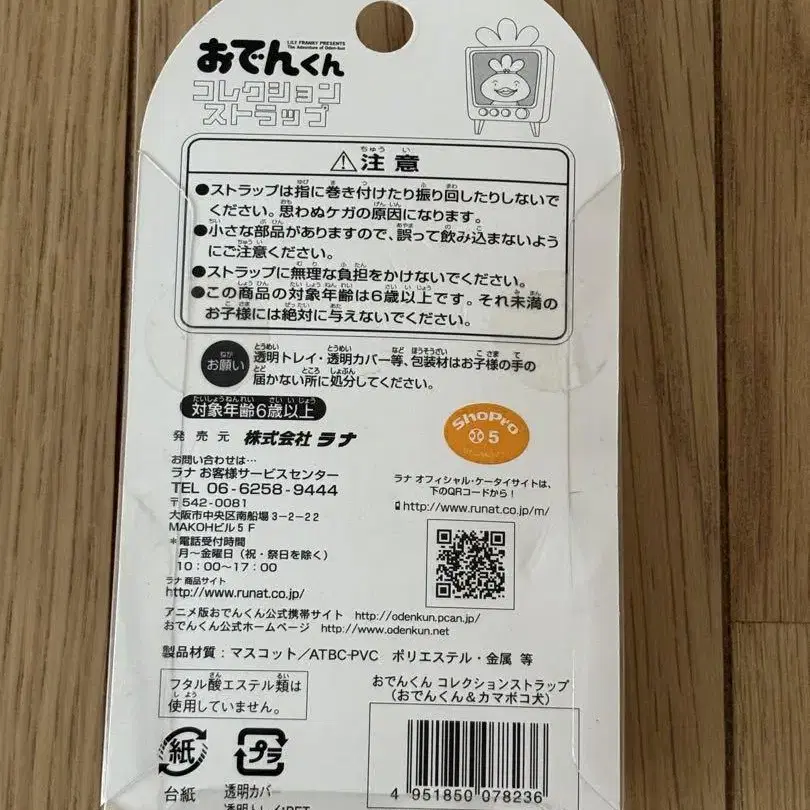 LILY FRANKY PRESENTS
The Adventure of Oden-kun
おでんくん
コレクション
ストラップ
⚠注意
●ストラップは指に巻き付けたり振り回したりしないで
ください。思わぬケガの原因になります。
●小さな部品がありますので、誤って飲み込まないよう
にご注意ください。
●ストラップに無理な負担をかけないでください。
●この商品の対象年齢は6歳以上です。それ未満の
お子様には絶対に与えないでください。
お願い
透明トレイ・透明カバー等、包装材はお子様の手の
届かない所に処分してください。
対象年齢6歳以上
発売元 株式会社 ラナ
ShoPro
5
お問い合わせは…
ラナ お客様サービスセンター
TEL 06-6258-9444
〒542-0081
大阪市中央区南船場3-2-22
MAKOHビル5F
*電話受付時間
月〜金曜日(祝・祭日を除く)
10:00〜17:00
ラナ 商品サイト
http://www.runat.co.jp/
ラナ オフィシャル・ケータイサイトは、
下のQRコードから!
http://www.runat.co.jp/m/
アニメ版おでんくん公式携帯サイト http://odenkun.pcan.jp/
おでんくん公式ホームページ http://www.odenkun.net
製品材質:マスコット/ATBC-PVC ポリエステル・金属 等
フタル酸エステル類は
使用していません。
おでんくん コレクションストラップ
(おでんくん&カマボコ犬)
紙
プラ
台紙
透明カバー
透明トレイ:PET
4 951850 078236